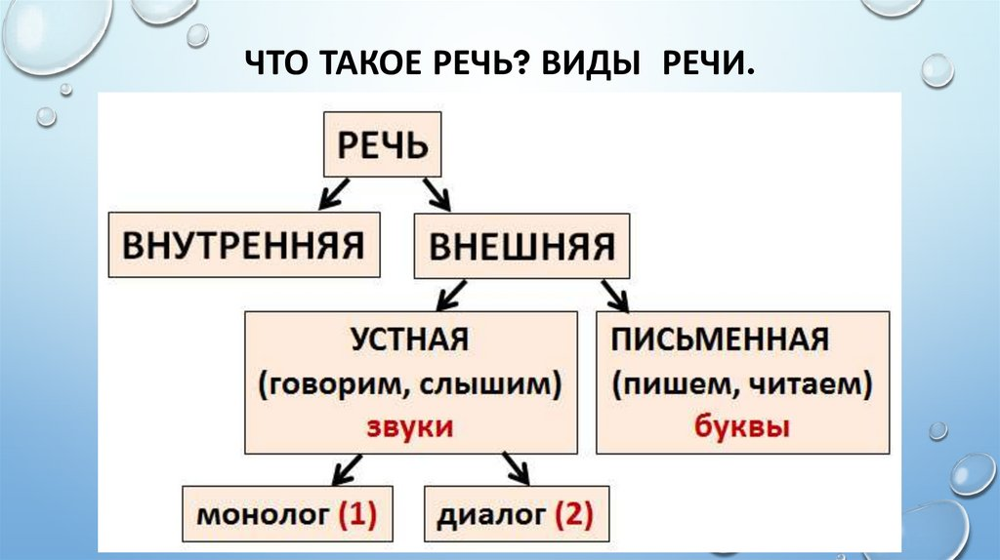 ЧТО ТАКОЕ РЕЧЬ? ВИДЫ РЕЧИ.
РЕЧЬ
ВНУТРЕННЯЯ
ВНЕШНЯЯ
УСТНАЯ
(говорим, слышим)
звуки
ПИСЬМЕННАЯ
(пишем, читаем)
буквы
монолог (1)
диалог (2)